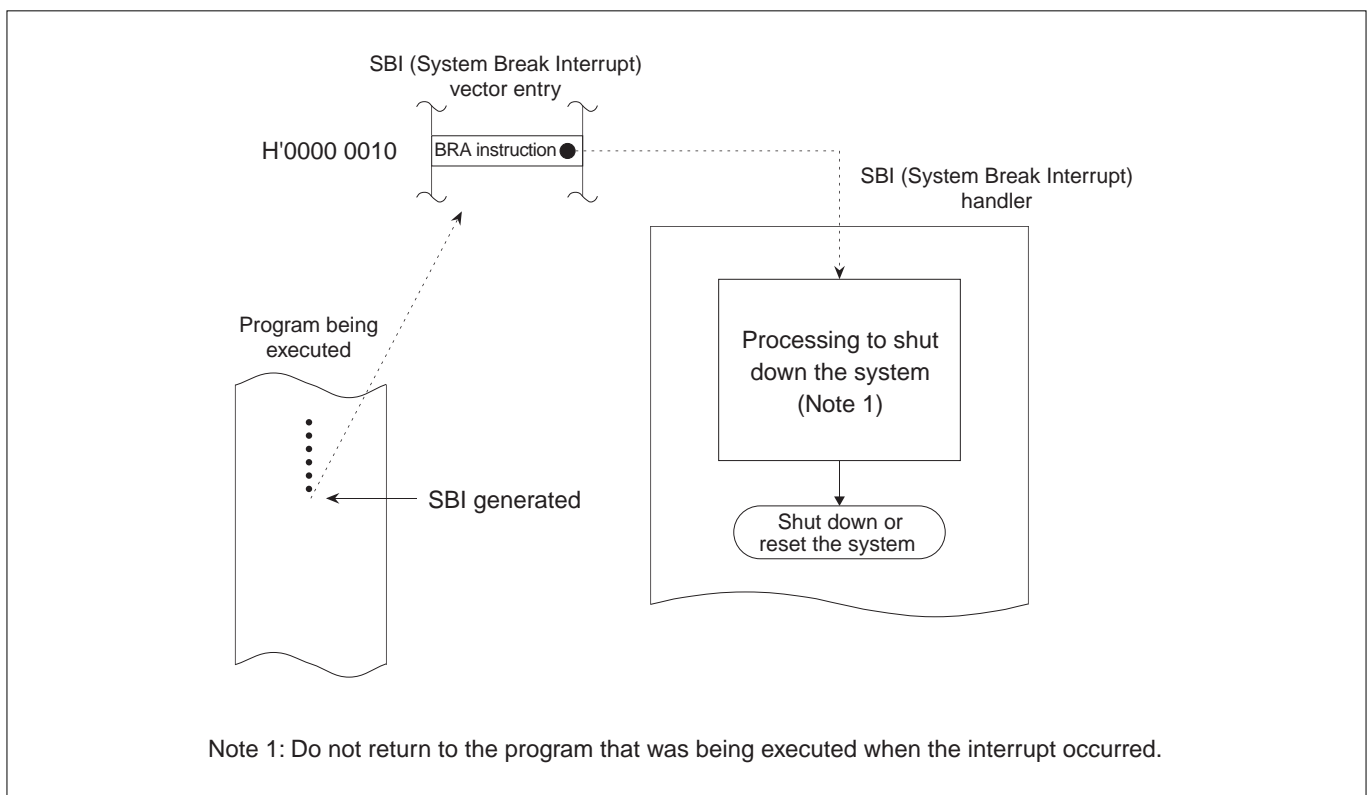 SBI (System Break Interrupt)
vector entry
H'0000 0010
BRA instruction
SBI (System Break Interrupt)
handler
Program being
executed
Processing to shut
down the system
(Note 1)
SBI generated
Shut down or
reset the system
Note 1: Do not return to the program that was being executed when the interrupt occurred.